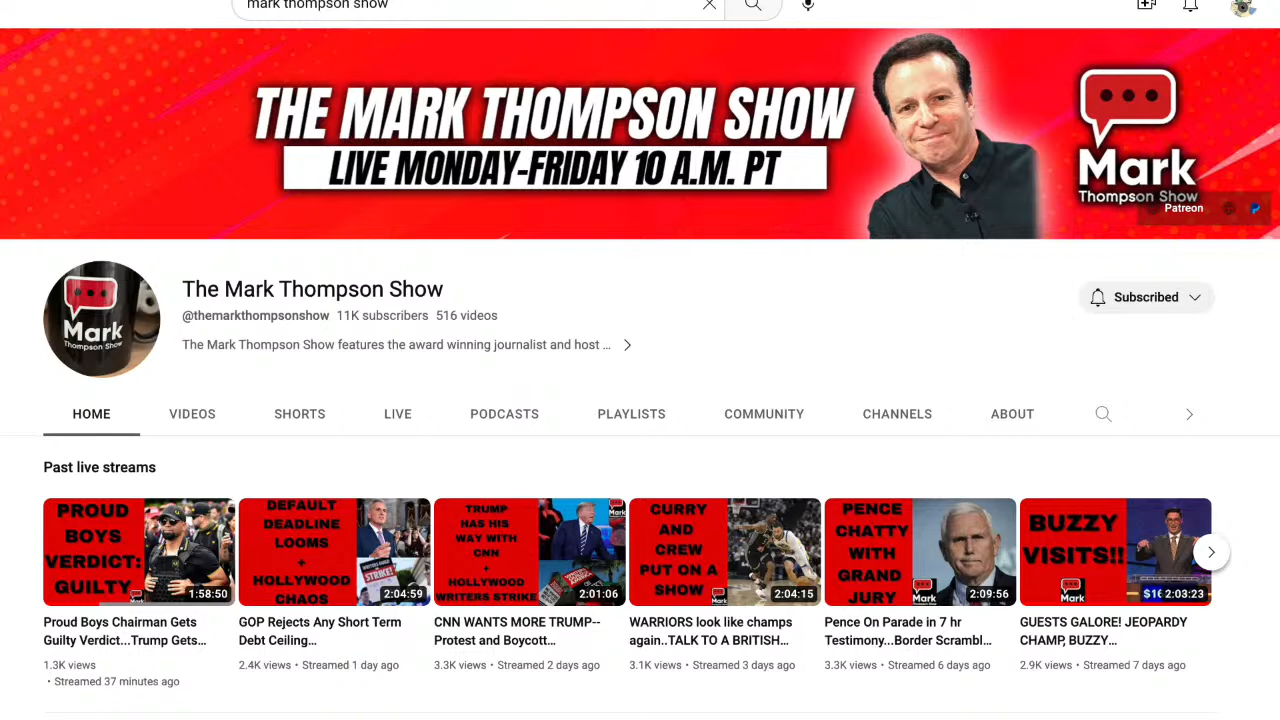 mark thompson show
THE MARK THOMPSON SHOW
LIVE MONDAY-FRIDAY 10 A.M. PT
Mark
Thompson Show
Patreon
Mark
Thompson Show
The Mark Thompson Show
@themarkthompsonshow 11K subscribers 516 videos
The Mark Thompson Show features the award winning journalist and host ...
Subscribed
HOME VIDEOS SHORTS LIVE PODCASTS PLAYLISTS COMMUNITY CHANNELS ABOUT
Past live streams
PROUD
BOYS
VERDICT:
GUILTY
1:58:50
DEFAULT
DEADLINE
LOOMS
+
HOLLYWOOD
CHAOS
STRIKE!
2:04:59
TRUMP
HAS HIS
WAY WITH
CNN
+
HOLLYWOOD
WRITERS STRIKE
Mark
2:01:06
CURRY
AND
CREW
PUT ON A
SHOW
Mark
2:04:15
PENCE
CHATTY
WITH
GRAND
JURY
Mark
2:09:56
BUZZY
VISITS!!
Mark
$16
2:03:23
Proud Boys Chairman Gets
Guilty Verdict...Trump Gets...
1.3K views
• Streamed 37 minutes ago
GOP Rejects Any Short Term
Debt Ceiling...
2.4K views • Streamed 1 day ago
CNN WANTS MORE TRUMP--
Protest and Boycott...
3.3K views • Streamed 2 days ago
WARRIORS look like champs
again..TALK TO A BRITISH...
3.1K views • Streamed 3 days ago
Pence On Parade in 7 hr
Testimony...Border Scrambl...
3.3K views • Streamed 6 days ago
GUESTS GALORE! JEOPARDY
CHAMP, BUZZY...
2.9K views • Streamed 7 days ago